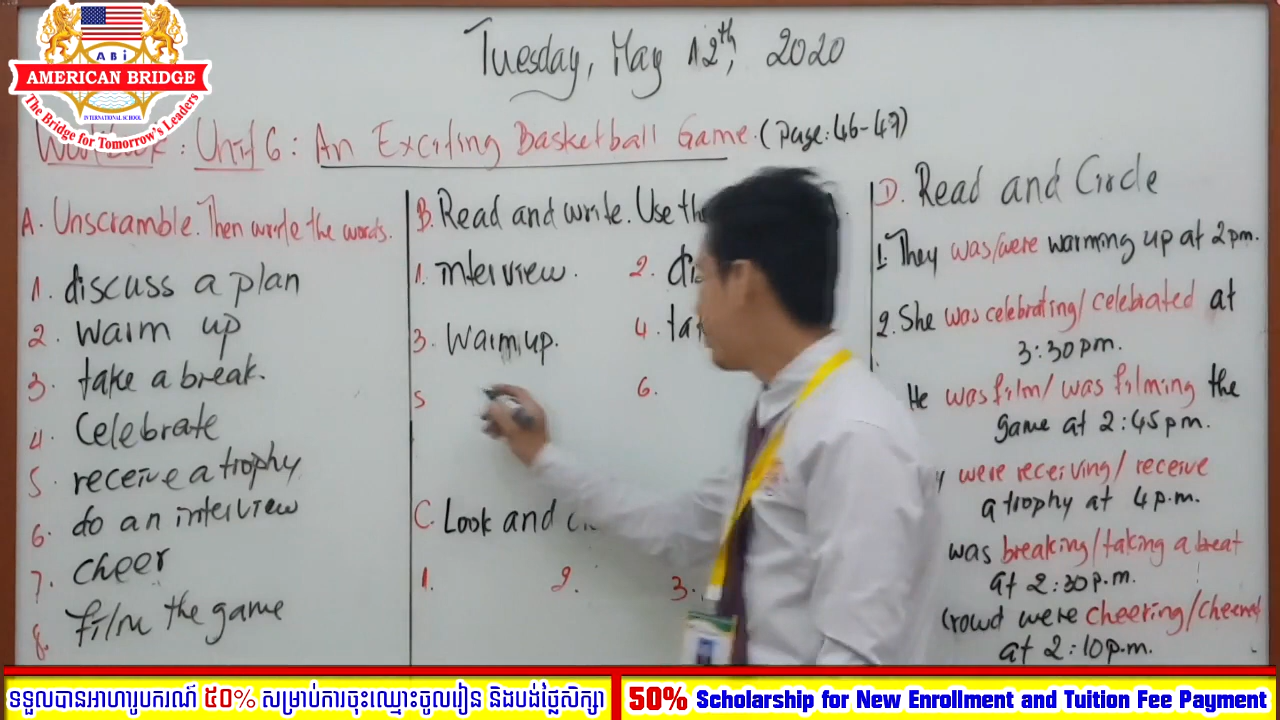 ABi
AMERICAN BRIDGE
INTERNATIONAL SCHOOL
The Bridge for Tomorrow's Leaders
Tuesday, May 12th, 2020
Workbook : Unit 6 : An Exciting Basketball Game. (page: 46-47)
A. Unscramble. Then write the words.
1. discuss a plan
2. warm up
3. take a break.
4. Celebrate
5. receive a trophy
6. do an interview
7. cheer
8. film the game
B. Read and write. Use the
1. interview. 2. di
3. Warm up. 4. ta
5 6.
C. Look and
1. 2. 3.
D. Read and Circle
1. They was/were warming up at 2pm.
2. She was celebrating/celebrated at
3:30pm.
He was film/was filming the
game at 2:45pm.
y were receiving/receive
a trophy at 4p.m.
was breaking/taking a break
at 2:30p.m.
crowd were cheering/cheered
at 2:10p.m.
ទទួលបានអាហារូបករណ៍ ៥០% សម្រាប់ការចុះឈ្មោះចូលរៀន និងបង់ថ្លៃសិក្សា
50% Scholarship for New Enrollment and Tuition Fee Payment